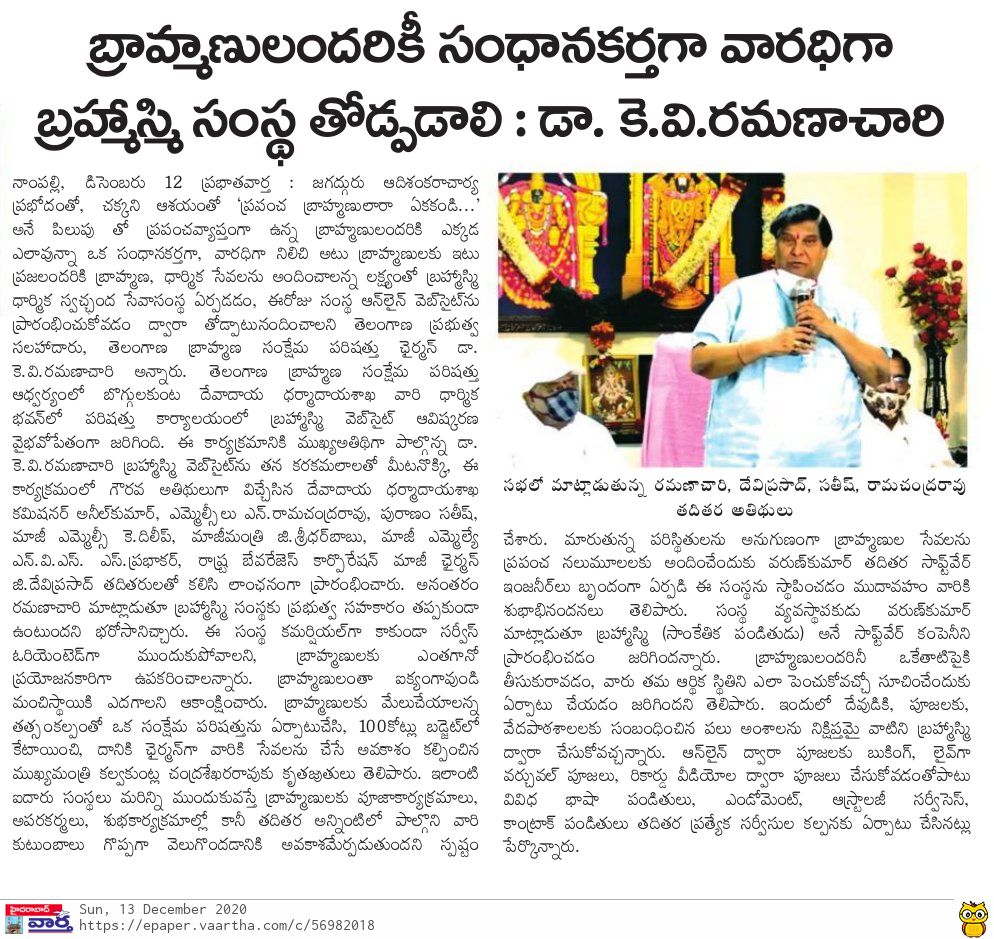 బ్రాహ్మణులందరికీ సంధానకర్తగా వారధిగా
బ్రహ్మాస్మి సంస్థ తోడ్పడాలి : డా. కె.వి.రమణాచారి
నాంపల్లి, డిసెంబరు 12 ప్రభాతవార్త : జగద్గురు ఆదిశంకరాచార్య
ప్రభోదంతో, చక్కని ఆశయంతో ‘ప్రపంచ బ్రాహ్మణులారా ఏకకండి...’
అనే పిలుపు తో ప్రపంచవ్యాప్తంగా ఉన్న బ్రాహ్మణులందరికి ఎక్కడ
ఎలావున్నా ఒక సంధానకర్తగా, వారధిగా నిలిచి అటు బ్రాహ్మణులకు ఇటు
ప్రజలందరికి బ్రాహ్మణ, ధార్మిక సేవలను అందించాలన్న లక్ష్యంతో బ్రహ్మాస్మి
ధార్మిక స్వచ్ఛంద సేవాసంస్థ ఏర్పడడం, ఈరోజు సంస్థ ఆన్‌లైన్ వెబ్‌సైట్‌ను
ప్రారంభించుకోవడం ద్వారా తోడ్పాటునందించాలని తెలంగాణ ప్రభుత్వ
సలహాదారు, తెలంగాణ బ్రాహ్మణ సంక్షేమ పరిషత్తు ఛైర్మన్ డా.
కె.వి.రమణాచారి అన్నారు. తెలంగాణ బ్రాహ్మణ సంక్షేమ పరిషత్తు
ఆధ్వర్యంలో బొగ్గులకుంట దేవాదాయ ధర్మాదాయశాఖ వారి ధార్మిక
భవన్‌లో పరిషత్తు కార్యాలయంలో బ్రహ్మాస్మి వెబ్‌సైట్ ఆవిష్కరణ
వైభవోపేతంగా జరిగింది. ఈ కార్యక్రమానికి ముఖ్యఅతిథిగా పాల్గొన్న డా.
కె.వి.రమణాచారి బ్రహ్మాస్మి వెబ్‌సైట్‌ను తన కరకమలాలతో మీటనొక్కి, ఈ
కార్యక్రమంలో గౌరవ అతిథులుగా విచ్చేసిన దేవాదాయ ధర్మాదాయశాఖ
కమిషనర్ అనిల్‌కుమార్, ఎమ్మెల్సీలు ఎన్.రామచంద్రరావు, పురాణం సతీష్,
మాజీ ఎమ్మెల్సీ కె.దిలీప్, మాజీమంత్రి జి.శ్రీధర్‌బాబు, మాజీ ఎమ్మెల్యే
ఎన్.వి.ఎస్. ఎస్.ప్రభాకర్, రాష్ట్ర బేవరేజెస్ కార్పొరేషన్ మాజీ ఛైర్మన్
జి.దేవిప్రసాద్ తదితరులతో కలిసి లాంఛనంగా ప్రారంభించారు. అనంతరం
రమణాచారి మాట్లాడుతూ బ్రహ్మాస్మి సంస్థకు ప్రభుత్వ సహకారం తప్పకుండా
ఉంటుందని భరోసానిచ్చారు. ఈ సంస్థ కమర్షియల్‌గా కాకుండా సర్వీస్
ఓరియెంటెడ్‌గా ముందుకుపోవాలని, బ్రాహ్మణులకు ఎంతగానో
ప్రయోజనకారిగా ఉపకరించాలన్నారు. బ్రాహ్మణులంతా ఐక్యంగావుండి
మంచిస్థాయికి ఎదగాలని ఆకాంక్షించారు. బ్రాహ్మణులకు మేలుచేయాలన్న
తత్సంకల్పంతో ఒక సంక్షేమ పరిషత్తును ఏర్పాటుచేసి, 100కోట్లు బడ్జెట్‌లో
కేటాయించి, దానికి ఛైర్మన్‌గా వారికి సేవలను చేసే అవకాశం కల్పించిన
ముఖ్యమంత్రి కల్వకుంట్ల చంద్రశేఖరరావుకు కృతజ్ఞతులు తెలిపారు. ఇలాంటి
ఐదారు సంస్థలు మరిన్ని ముందుకువస్తే బ్రాహ్మణులకు పూజాకార్యక్రమాలు,
అపరకర్మలు, శుభకార్యక్రమాల్లో కానీ తదితర అన్నింటిలో పాల్గొని వారి
కుటుంబాలు గొప్పగా వెలుగొందడానికి అవకాశమేర్పడుతుందని స్పష్టం
సభలో మాట్లాడుతున్న రమణాచారి, దేవిప్రసాద్, సతీష్, రామచంద్రరావు
తదితర అతిథులు
చేశారు. మారుతున్న పరిస్థితులను అనుగుణంగా బ్రాహ్మణుల సేవలను
ప్రపంచ నలుమూలలకు అందించేందుకు వరుణ్‌కుమార్ తదితర సాఫ్ట్‌వేర్
ఇంజనీర్‌లు బృందంగా ఏర్పడి ఈ సంస్థను స్థాపించడం ముదావహం వారికి
శుభాభినందనలు తెలిపారు. సంస్థ వ్యవస్థాపకుడు వరుణ్‌కుమార్
మాట్లాడుతూ బ్రహ్మాస్మి (సాంకేతిక పండితుడు) అనే సాఫ్ట్‌వేర్ కంపెనీని
ప్రారంభించడం జరిగిందన్నారు. బ్రాహ్మణులందరినీ ఒకేతాటిపైకి
తీసుకురావడం, వారు తమ ఆర్థిక స్థితిని ఎలా పెంచుకోవచ్చో సూచించేందుకు
ఏర్పాటు చేయడం జరిగిందని తెలిపారు. ఇందులో దేవుడికి, పూజలకు,
వేదపాఠశాలలకు సంబంధించిన పలు అంశాలను నిక్షిప్తమై వాటిని బ్రహ్మాస్మి
ద్వారా చేసుకోవచ్చన్నారు. ఆన్‌లైన్ ద్వారా పూజలకు బుకింగ్, లైవ్‌గా
వర్చువల్ పూజలు, రికార్డు వీడియోల ద్వారా పూజలు చేసుకోవడంతోపాటు
వివిధ భాషా పండితులు, ఎండోమెంట్, ఆస్ట్రాలజీ సర్వీసెస్,
కాంట్రాక్ పండితులు తదితర ప్రత్యేక సర్వీసుల కల్పనకు ఏర్పాటు చేసినట్లు
పేర్కొన్నారు.
హైదరాబాద్
వార్త
Sun, 13 December 2020
https://epaper.vaartha.com/c/56982018